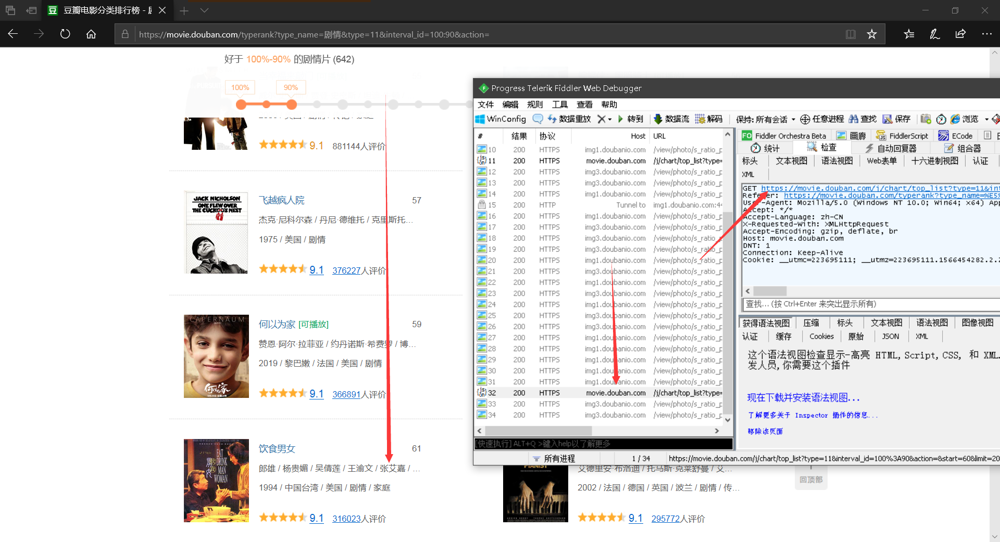 豆瓣电影分类排行榜 - 剧
https://movie.douban.com/typerank?type_name=剧情&type=11&interval_id=100:90&action=
好于 100%-90% 的剧情片 (642)
100%
90%
9.1 881144人评价
JACK NICHOLSON
ONE FLEW OVER
THE CUCKOO'S NEST
飞越疯人院 57
杰克·尼科尔森 / 丹尼·德维托 / 克里斯托...
1975 / 美国 / 剧情
9.1 376227人评价
CAPERNAUM
何以为家
何以为家 [可播放] 59
赞恩·阿尔·拉菲亚 / 约丹诺斯·希费罗 / 博...
2019 / 黎巴嫩 / 法国 / 美国 / 剧情
9.1 366891人评价
EAT
DRINK
MAN
WOMAN
饮食男女 61
郎雄 / 杨贵媚 / 吴倩莲 / 王渝文 / 张艾嘉 / ...
1994 / 中国台湾 / 美国 / 剧情 / 家庭
9.1 316023人评价
Progress Telerik Fiddler Web Debugger
文件 编辑 规则 工具 查看 帮助
WinConfig 数据重放 转到 数据流 解码 保持: 所有会话 任意进程 查找 保存 浏览
# 结果 协议 Host URL
10 200 HTTPS img1.doubanio.com /view/photo/s_ratio_p
11 200 HTTPS movie.douban.com /j/chart/top_list?type=
12 200 HTTPS img3.doubanio.com /view/photo/s_ratio_p
13 200 HTTPS img3.doubanio.com /view/photo/s_ratio_p
14 200 HTTPS img1.doubanio.com /view/photo/s_ratio_p
15 200 HTTP Tunnel to img1.doubanio.com:44
16 200 HTTPS img1.doubanio.com /view/photo/s_ratio_p
17 200 HTTPS img3.doubanio.com /view/photo/s_ratio_p
18 200 HTTPS img1.doubanio.com /view/photo/s_ratio_p
19 200 HTTPS img3.doubanio.com /view/photo/s_ratio_p
20 200 HTTPS img1.doubanio.com /view/photo/s_ratio_p
21 200 HTTPS img3.doubanio.com /view/photo/s_ratio_p
22 200 HTTPS img1.doubanio.com /view/photo/s_ratio_p
23 200 HTTPS img3.doubanio.com /view/photo/s_ratio_p
24 200 HTTPS img1.doubanio.com /view/photo/s_ratio_p
25 200 HTTPS img3.doubanio.com /view/photo/s_ratio_p
26 200 HTTPS img3.doubanio.com /view/photo/s_ratio_p
27 200 HTTPS img1.doubanio.com /view/photo/s_ratio_p
28 200 HTTPS img1.doubanio.com /view/photo/s_ratio_p
29 200 HTTPS img3.doubanio.com /view/photo/s_ratio_p
30 200 HTTPS img1.doubanio.com /view/photo/s_ratio_p
31 200 HTTPS img1.doubanio.com /view/photo/s_ratio_p
32 200 HTTPS movie.douban.com /j/chart/top_list?type=
33 200 HTTPS img3.doubanio.com /view/photo/s_ratio_p
34 200 HTTPS img3.doubanio.com /view/photo/s_ratio_p
[快速执行] ALT+Q >键入help以了解更多
所有进程 1 / 34 https://movie.douban.com/j/chart/top_list?type=11&interval_id=100%3A90&action=&start=60&limit=20
FO Fiddler Orchestra Beta 画廊 FiddlerScript ECode
统计 检查 自动回复器 组合器
标头 文本视图 语法视图 Web表单 十六进制视图 认证
XML
GET https://movie.douban.com/j/chart/top_list?type=11&int
Referer: https://movie.douban.com/typerank?type_name=%E5%
User-Agent: Mozilla/5.0 (Windows NT 10.0; Win64; x64) App
Accept: */*
Accept-Language: zh-CN
X-Requested-With: XMLHttpRequest
Accept-Encoding: gzip, deflate, br
Host: movie.douban.com
DNT: 1
Connection: Keep-Alive
Cookie: __utmc=223695111; __utmz=223695111.1566454282.2.2
查找... (按 Ctrl+Enter 来突出显示所有)
获得语法视图 压缩 标头 文本视图 语法视图 图像视图
认证 缓存 Cookies 原始 JSON XML
这个语法视图检查显示-高亮 HTML,Script,CSS, 和 XML.
发人员,你需要这个插件
现在下载并安装语法视图...
了解更多关于 Inspector 插件的信息...
移除该页面
PIANIST
艾德里安·布洛迪 / 托马斯·克莱舒曼 / 艾...
2002 / 法国 / 德国 / 英国 / 波兰 / 剧情 / 传...
9.1 295772人评价
回顶部